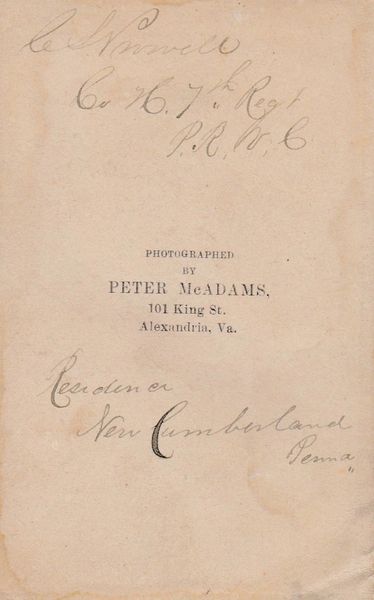 Co H. 7th Regt
P. R. V. C
PHOTOGRAPHED
BY
PETER McADAMS,
101 King St.
Alexandria, Va.
Residence
New Cumberland
Penna